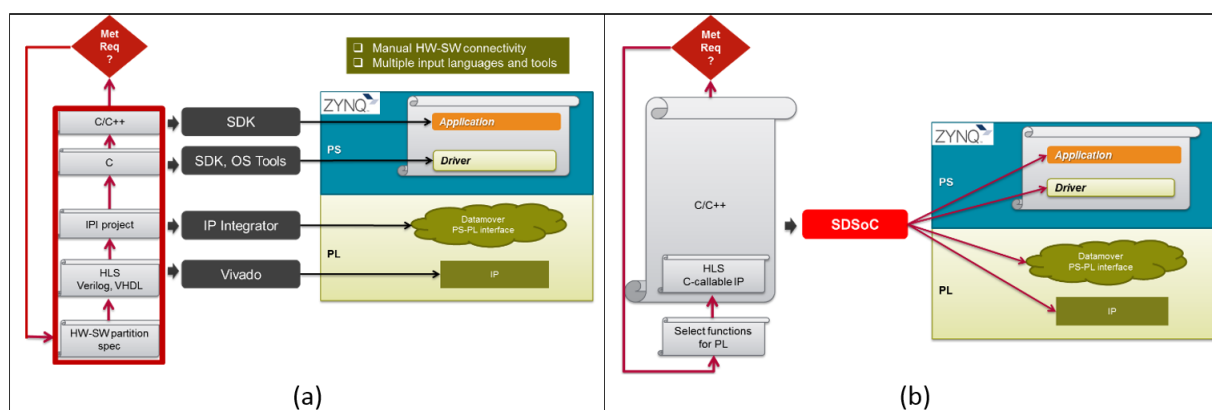 Met
Req
?
❑ Manual HW-SW connectivity
❑ Multiple input languages and tools
C/C++
SDK
C
SDK, OS Tools
IPI project
IP Integrator
HLS
Verilog, VHDL
Vivado
HW-SW partition
spec
ZYNQ
Application
PS
Driver
Datamover
PS-PL interface
PL
IP
(a)
Met
Req
?
C/C++
HLS
C-callable IP
Select functions
for PL
SDSoC
ZYNQ
Application
PS
Driver
Datamover
PS-PL interface
PL
IP
(b)